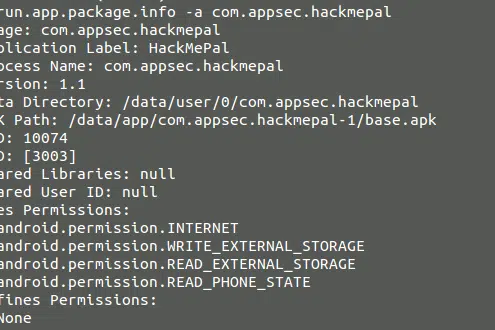 run.app.package.info -a com.appsec.hackmepal
age: com.appsec.hackmepal
plication Label: HackMePal
ocess Name: com.appsec.hackmepal
rsion: 1.1
ta Directory: /data/user/0/com.appsec.hackmepal
K Path: /data/app/com.appsec.hackmepal-1/base.apk
D: 10074
D: [3003]
ared Libraries: null
ared User ID: null
es Permissions:
android.permission.INTERNET
android.permission.WRITE_EXTERNAL_STORAGE
android.permission.READ_EXTERNAL_STORAGE
android.permission.READ_PHONE_STATE
fines Permissions:
None